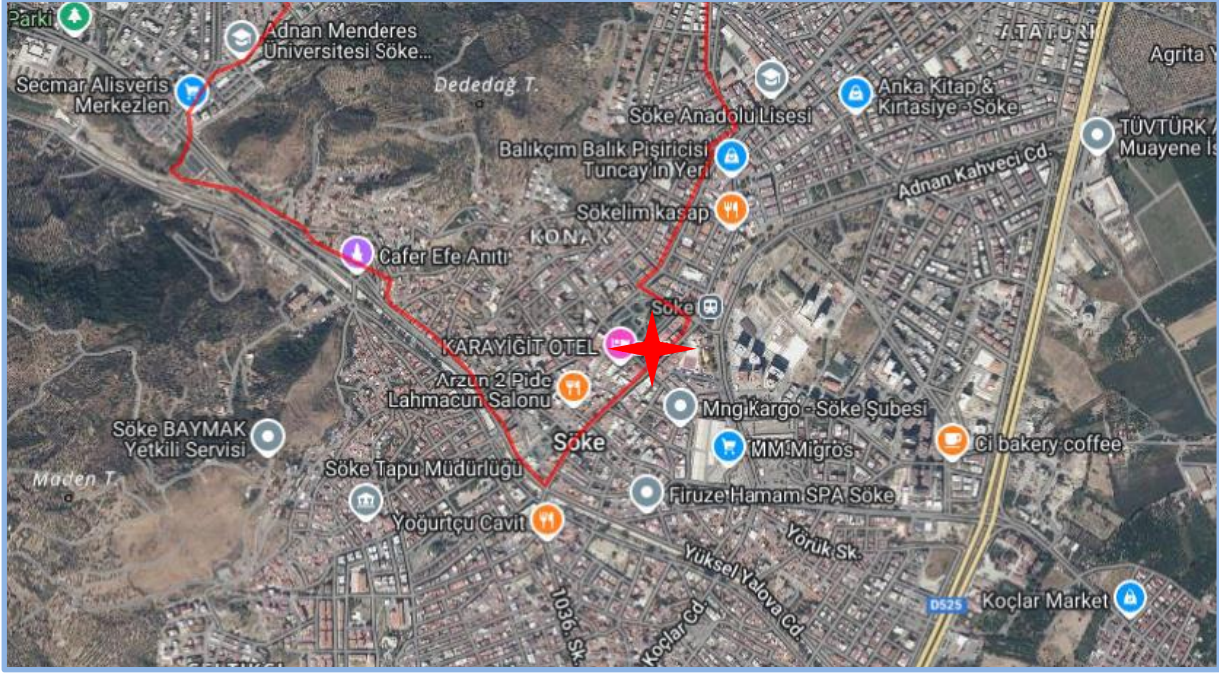 Parki
Adnan Menderes
Üniversitesi Söke...
Secmar Alisveris
Merkezleri
Dededağ T.
ATATÜRK
Agrita Y
Anka Kitap &
Kırtasiye - Söke
Söke Anadolu Lisesi
TÜVTÜRK A
Muayene İs
Balıkçım Balık Pişiricisi
Tuncay'ın Yeri
Adnan Kahveci Cd.
Sökelim kasap
KONAK
Cafer Efe Anıtı
Söke
KARAYİĞİT OTEL
Arzun 2 Pide
Lahmacun Salonu
Mng Kargo - Söke Şubesi
Söke BAYMAK
Yetkili Servisi
Söke
MM Migros
Ci bakery coffee
Maden T.
Söke Tapu Müdürlüğü
Firuze Hamam SPA Söke
Yoğurtçu Cavit
Yörük Sk.
Yüksel Yalova Cd.
1036. Sk.
Koçlar Cd.
D525
Koçlar Market